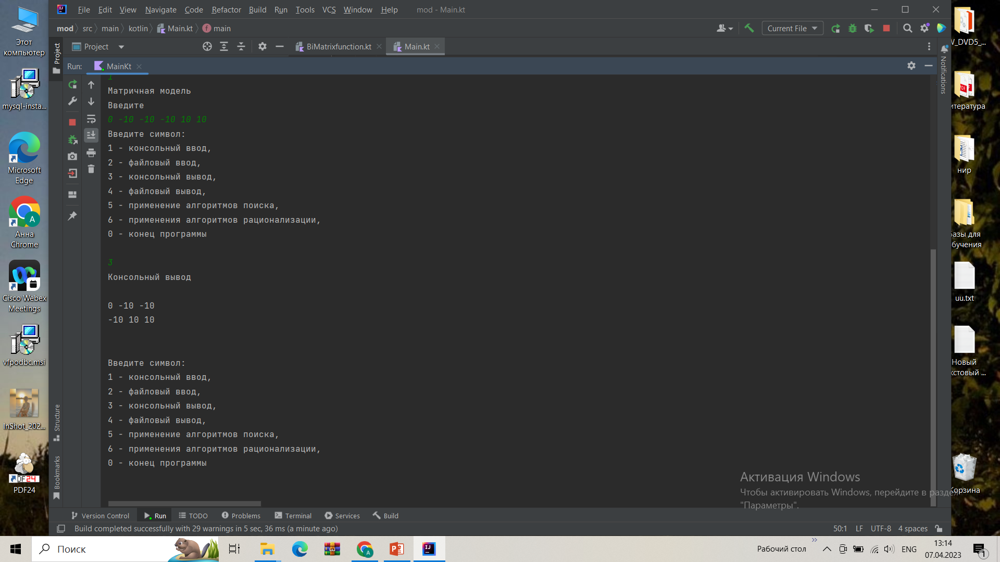 File Edit View Navigate Code Refactor Build Run Tools VCS Window Help mod - Main.kt
mod src main kotlin Main.kt main
Current File
Project BiMatrixfunction.kt Main.kt
Run: MainKt
1
Матричная модель
Введите
0 -10 -10 -10 10 10
Введите символ:
1 - консольный ввод,
2 - файловый ввод,
3 - консольный вывод,
4 - файловый вывод,
5 - применение алгоритмов поиска,
6 - применения алгоритмов рационализации,
0 - конец программы
3
Консольный вывод
0 -10 -10
-10 10 10
Введите символ:
1 - консольный ввод,
2 - файловый ввод,
3 - консольный вывод,
4 - файловый вывод,
5 - применение алгоритмов поиска,
6 - применения алгоритмов рационализации,
0 - конец программы
Активация Windows
Чтобы активировать Windows, перейдите в раздел
"Параметры".
Project
Structure
Bookmarks
Notifications
Version Control Run TODO Problems Terminal Services Build
Build completed successfully with 29 warnings in 5 sec, 36 ms (a minute ago)
50:1 LF UTF-8 4 spaces
Этот
компьютер
mysql-insta...
Microsoft
Edge
Анна
Chrome
Cisco Webex
Meetings
vfpodbc.msi
InShot_202...
PDF24
W_DVD5_...
итература
нир
базы для
бучения
uu.txt
Новый
кстовый ...
Корзина
Поиск
Рабочий стол
ENG
13:14
07.04.2023
1